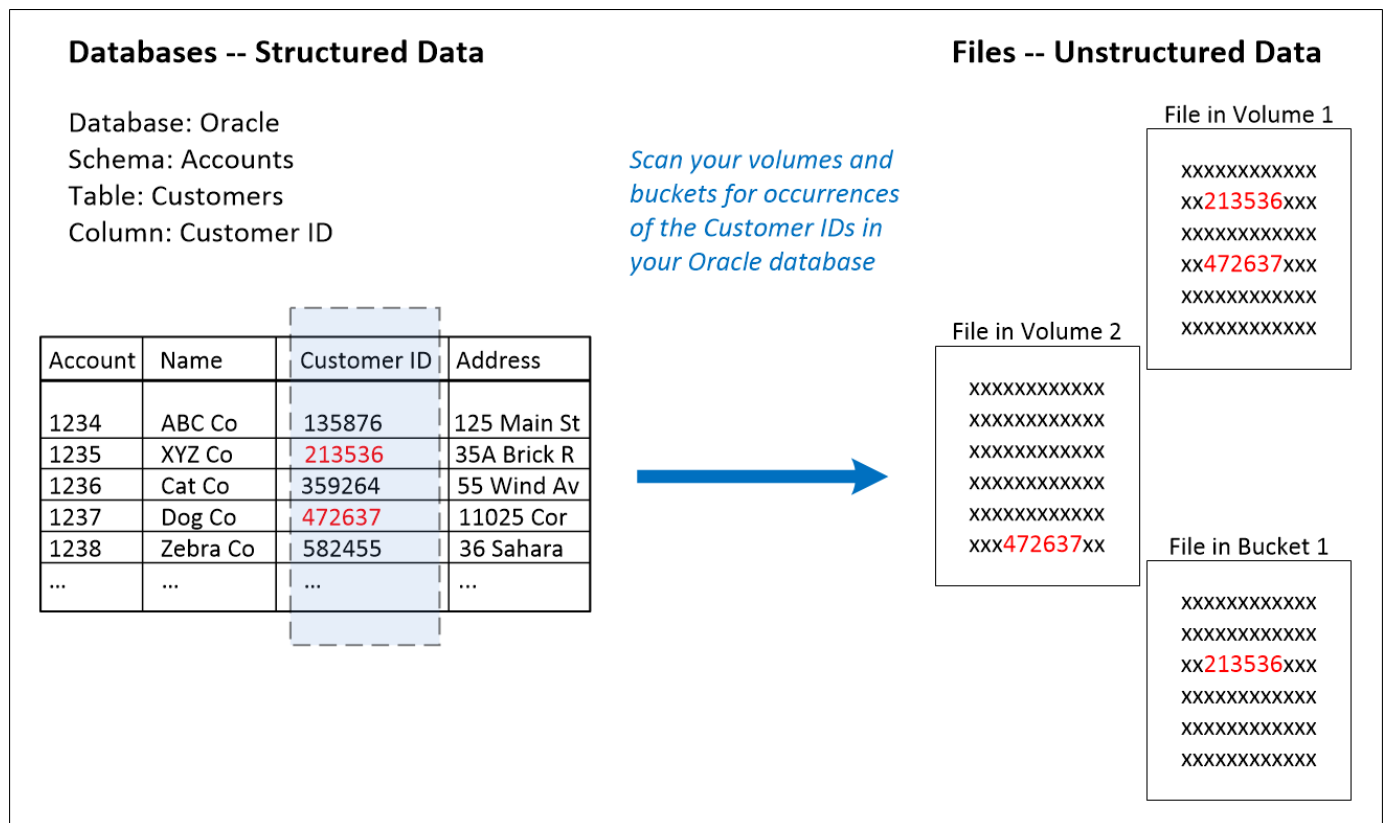 Databases -- Structured Data
Database: Oracle
Schema: Accounts
Table: Customers
Column: Customer ID
Account Name Customer ID Address
1234 ABC Co 135876 125 Main St
1235 XYZ Co 213536 35A Brick R
1236 Cat Co 359264 55 Wind Av
1237 Dog Co 472637 11025 Cor
1238 Zebra Co 582455 36 Sahara
... ... ... ...
Scan your volumes and
buckets for occurrences
of the Customer IDs in
your Oracle database
Files -- Unstructured Data
File in Volume 1
xxxxxxxxxxxx
xx213536xxx
xxxxxxxxxxxx
xx472637xxx
xxxxxxxxxxxx
xxxxxxxxxxxx
File in Volume 2
xxxxxxxxxxxx
xxxxxxxxxxxx
xxxxxxxxxxxx
xxxxxxxxxxxx
xxxxxxxxxxxx
xxx472637xx
File in Bucket 1
xxxxxxxxxxxx
xxxxxxxxxxxx
xx213536xxx
xxxxxxxxxxxx
xxxxxxxxxxxx
xxxxxxxxxxxx